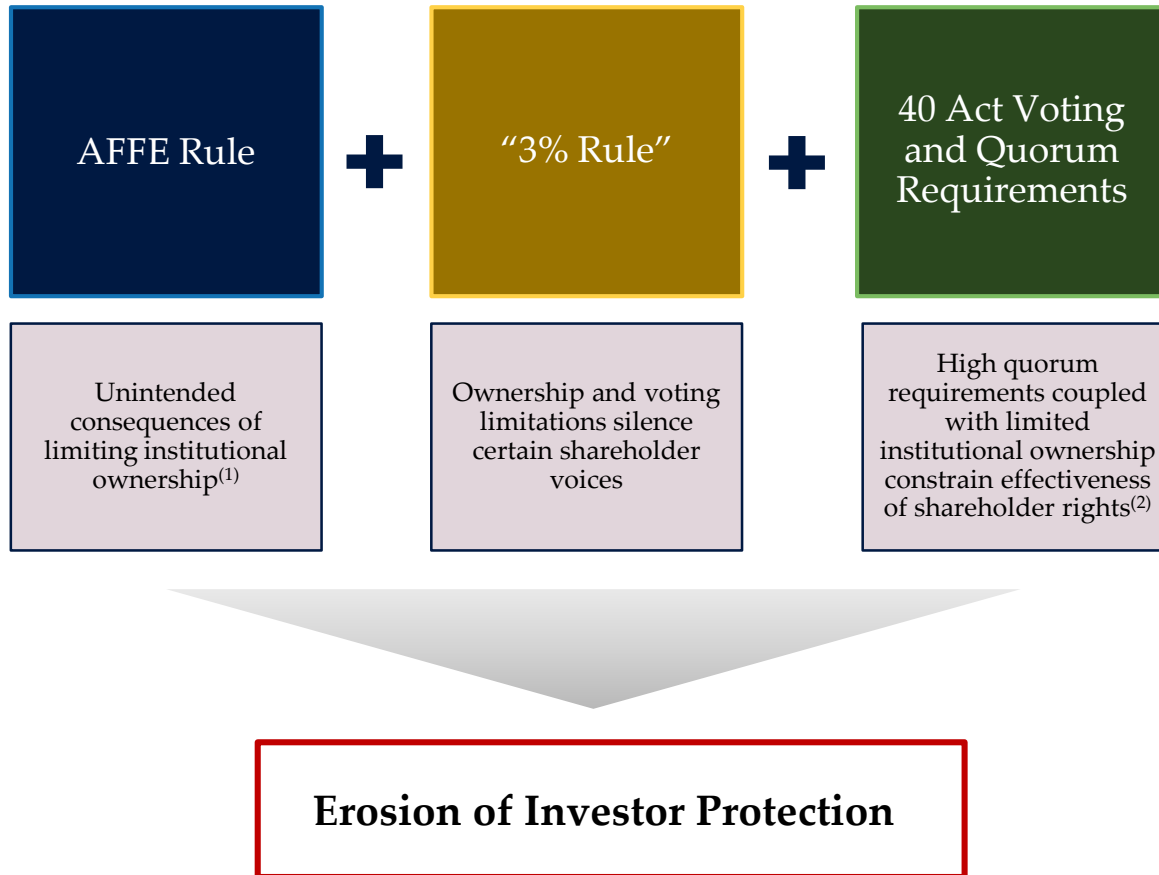 AFFE Rule
“3% Rule”
40 Act Voting
and Quorum
Requirements
Unintended
consequences of
limiting institutional
ownership(1)
Ownership and voting
limitations silence
certain shareholder
voices
High quorum
requirements coupled
with limited
institutional ownership
constrain effectiveness
of shareholder rights(2)
Erosion of Investor Protection